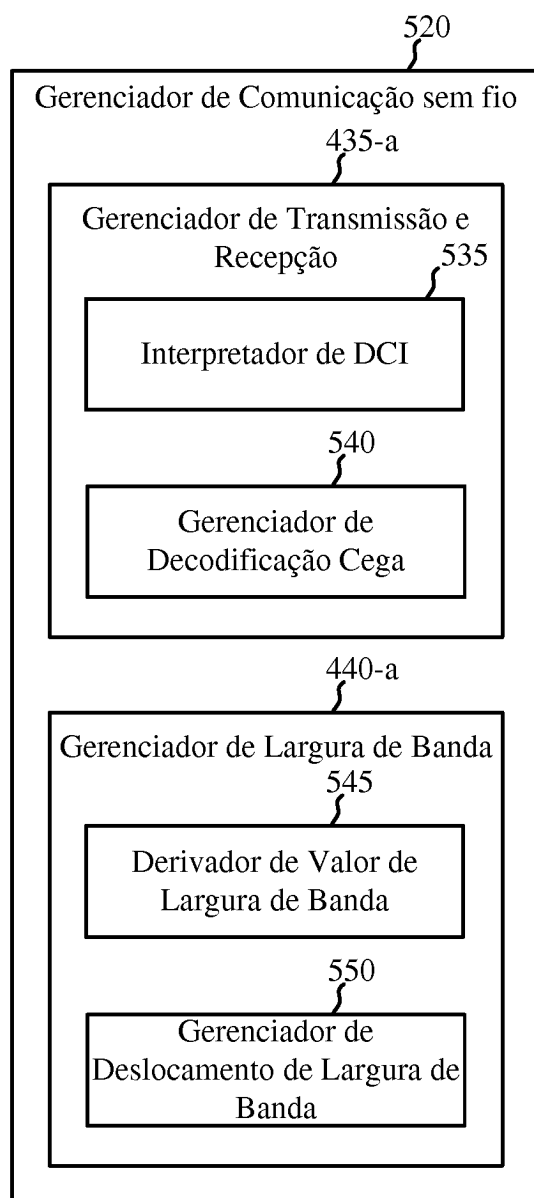 520
Gerenciador de Comunicação sem fio
435-a
Gerenciador de Transmissão e
Recepção
535
Interpretador de DCI
540
Gerenciador de
Decodificação Cega
440-a
Gerenciador de Largura de Banda
545
Derivador de Valor de
Largura de Banda
550
Gerenciador de
Deslocamento de Largura de
Banda